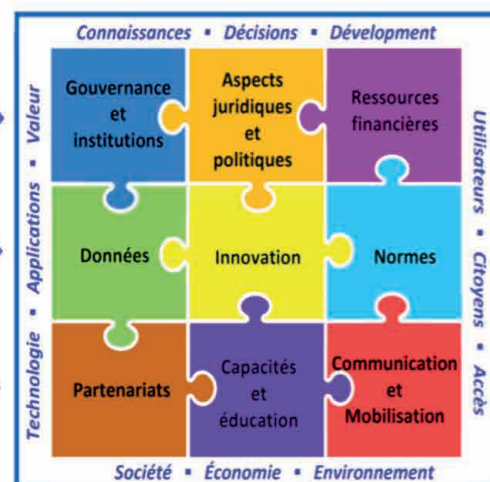 Connaissances ▪ Décisions ▪ Dévelopment
Gouvernance
et
institutions
Aspects
juridiques
et
politiques
Ressources
financières
Données
Innovation
Normes
Partenariats
Capacités
et
éducation
Communication
et
Mobilisation
Technologie ▪ Applications ▪ Valeur
Utilisateurs ▪ Citoyens ▪ Accès
Société ▪ Économie ▪ Environnement